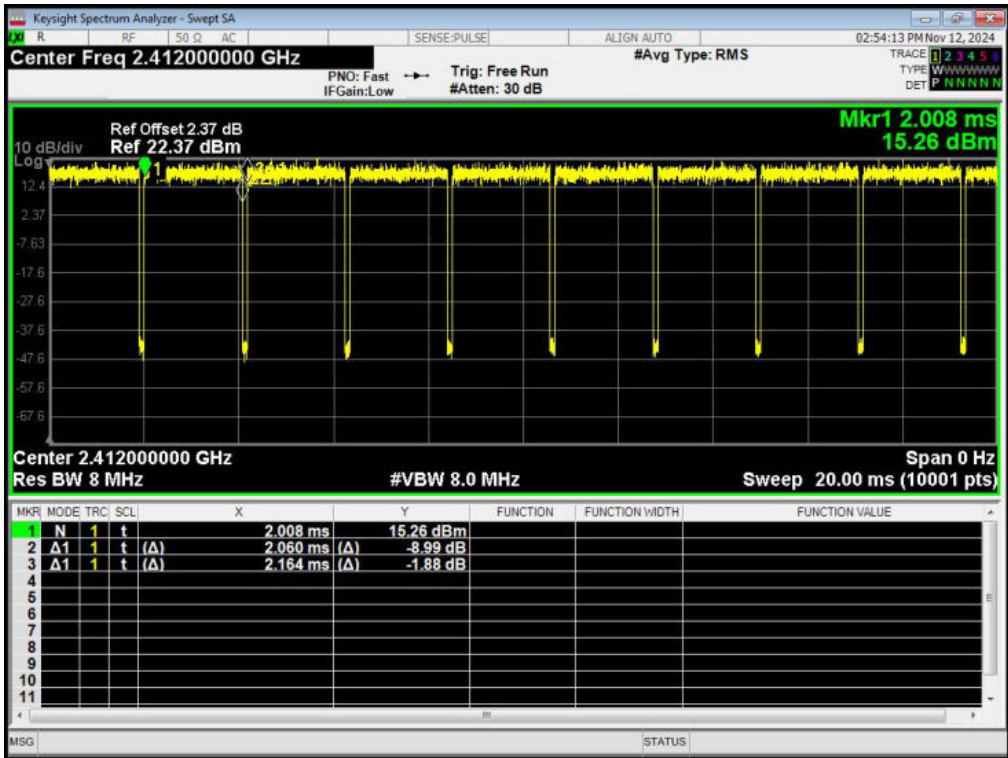 Keysight Spectrum Analyzer - Swept SA
LXI R RF 50 Ω AC SENSE:PULSE ALIGN AUTO 02:54:13 PM Nov 12, 2024
Center Freq 2.412000000 GHz #Avg Type: RMS TRACE 1 2 3 4 5 6
PNO: Fast Trig: Free Run TYPE WWWWWW
IFGain:Low #Atten: 30 dB DET P N N N N N
Mkr1 2.008 ms
Ref Offset 2.37 dB
10 dB/div Ref 22.37 dBm 15.26 dBm
Log
1
12.4
2.37
-7.63
-17.6
-27.6
-37.6
-47.6
-57.6
-67.6
Center 2.412000000 GHz Span 0 Hz
Res BW 8 MHz #VBW 8.0 MHz Sweep 20.00 ms (10001 pts)
MKR MODE TRC SCL X Y FUNCTION FUNCTION WIDTH FUNCTION VALUE
1 N 1 t 2.008 ms 15.26 dBm
2 Δ1 1 t (Δ) 2.060 ms (Δ) -8.99 dB
3 Δ1 1 t (Δ) 2.164 ms (Δ) -1.88 dB
4
5
6
7
8
9
10
11
MSG STATUS